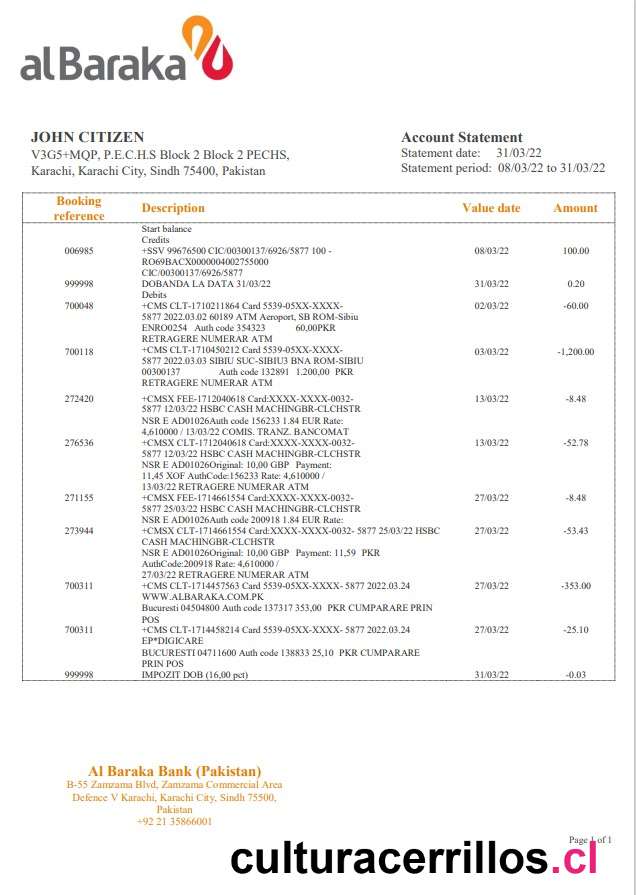 al Baraka
JOHN CITIZEN
V3G5+MQP, P.E.C.H.S Block 2 Block 2 PECHS,
Karachi, Karachi City, Sindh 75400, Pakistan
Account Statement
Statement date: 31/03/22
Statement period: 08/03/22 to 31/03/22
Booking reference Description Value date Amount
Start balance
Credits
006985 +SSV 99676500 CIC/00300137/6926/5877 100 - 08/03/22 100.00
RO69BACX0000004002755000
CIC/00300137/6926/5877
999998 DOBANDA LA DATA 31/03/22 31/03/22 0.20
Debits
700048 +CMS CLT-1710211864 Card 5539-05XX-XXXX- 02/03/22 -60.00
5877 2022.03.02 60189 ATM Aeroport, SB ROM-Sibiu
ENRO0254 Auth code 354323 60,00PKR
RETRAGERE NUMERAR ATM
700118 +CMS CLT-1710450212 Card 5539-05XX-XXXX- 03/03/22 -1,200.00
5877 2022.03.03 SIBIU SUC-SIBIU3 BNA ROM-SIBIU
00300137 Auth code 132891 1.200,00 PKR
RETRAGERE NUMERAR ATM
272420 +CMSX FEE-1712040618 Card:XXXX-XXXX-0032- 13/03/22 -8.48
5877 12/03/22 HSBC CASH MACHINGBR-CLCHSTR
NSR E AD01026Auth code 156233 1.84 EUR Rate:
4,610000 / 13/03/22 COMIS. TRANZ. BANCOMAT
276536 +CMSX CLT-1712040618 Card:XXXX-XXXX-0032- 13/03/22 -52.78
5877 12/03/22 HSBC CASH MACHINGBR-CLCHSTR
NSR E AD01026Original: 10,00 GBP Payment:
11,45 XOF AuthCode:156233 Rate: 4,610000 /
13/03/22 RETRAGERE NUMERAR ATM
271155 +CMSX FEE-1714661554 Card:XXXX-XXXX-0032- 27/03/22 -8.48
5877 25/03/22 HSBC CASH MACHINGBR-CLCHSTR
NSR E AD01026Auth code 200918 1.84 EUR Rate:
273944 +CMSX CLT-1714661554 Card:XXXX-XXXX-0032- 5877 25/03/22 HSBC 27/03/22 -53.43
CASH MACHINGBR-CLCHSTR
NSR E AD01026Original: 10,00 GBP Payment: 11,59 PKR
AuthCode:200918 Rate: 4,610000 /
27/03/22 RETRAGERE NUMERAR ATM
700311 +CMS CLT-1714457563 Card 5539-05XX-XXXX- 5877 2022.03.24 27/03/22 -353.00
WWW.ALBARAKA.COM.PK
Bucuresti 04504800 Auth code 137317 353,00 PKR CUMPARARE PRIN
POS
700311 +CMS CLT-1714458214 Card 5539-05XX-XXXX- 5877 2022.03.24 27/03/22 -25.10
EP*DIGICARE
BUCURESTI 04711600 Auth code 138833 25,10 PKR CUMPARARE
PRIN POS
999998 IMPOZIT DOB (16,00 pct) 31/03/22 -0.03
Al Baraka Bank (Pakistan)
B-55 Zamzama Blvd, Zamzama Commercial Area
Defence V Karachi, Karachi City, Sindh 75500,
Pakistan
+92 21 35866001
Page 1 of 1
culturacerrillos.cl